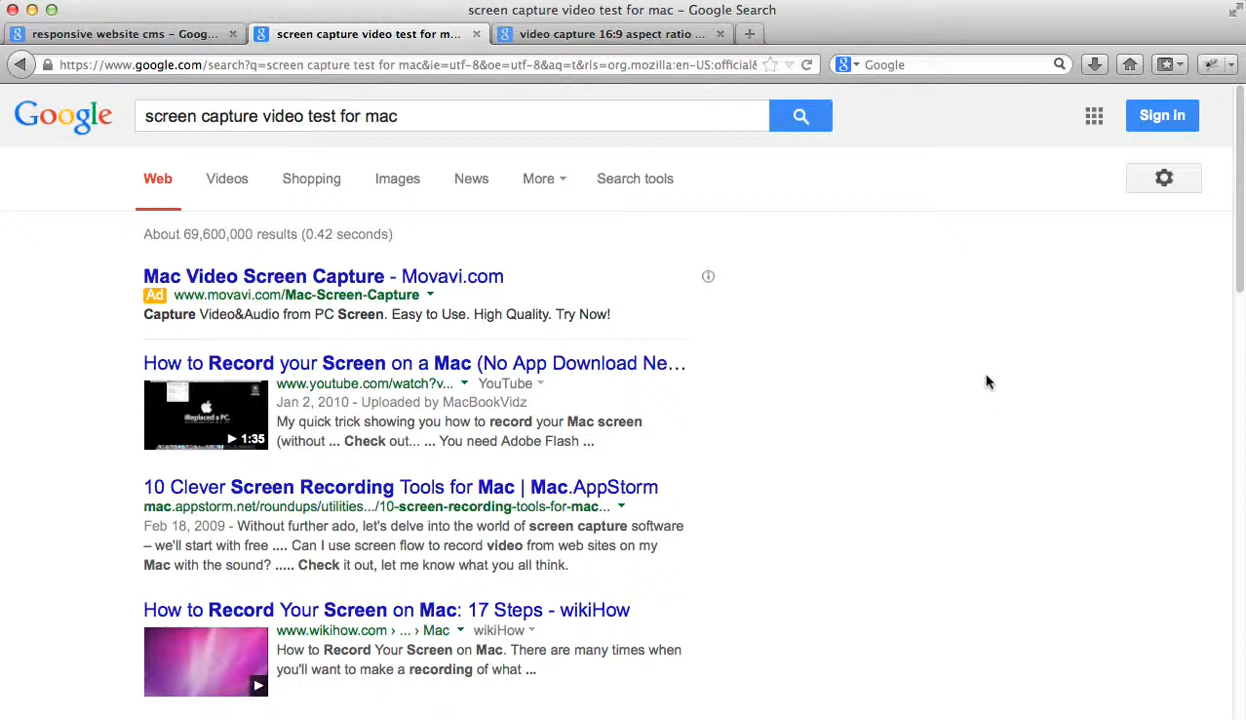 screen capture video test for mac - Google Search
responsive website cms – Goog...
screen capture video test for m...
video capture 16:9 aspect ratio ...
https://www.google.com/search?q=screen capture test for mac&ie=utf-8&oe=utf-8&aq=t&rls=org.mozilla:en-US:official&
Google
Google
screen capture video test for mac
Sign in
Web Videos Shopping Images News More Search tools
About 69,600,000 results (0.42 seconds)
Mac Video Screen Capture - Movavi.com
Ad www.movavi.com/Mac-Screen-Capture
Capture Video&Audio from PC Screen. Easy to Use. High Quality. Try Now!
How to Record your Screen on a Mac (No App Download Ne...
www.youtube.com/watch?v... YouTube
Jan 2, 2010 - Uploaded by MacBookVidz
My quick trick showing you how to record your Mac screen
(without ... Check out... ... You need Adobe Flash ...
iReplaced a PC.
1:35
10 Clever Screen Recording Tools for Mac | Mac.AppStorm
mac.appstorm.net/roundups/utilities.../10-screen-recording-tools-for-mac...
Feb 18, 2009 - Without further ado, let's delve into the world of screen capture software
– we'll start with free .... Can I use screen flow to record video from web sites on my
Mac with the sound? ..... Check it out, let me know what you all think.
How to Record Your Screen on Mac: 17 Steps - wikiHow
www.wikihow.com › ... › Mac wikiHow
How to Record Your Screen on Mac. There are many times when
you'll want to make a recording of what ...